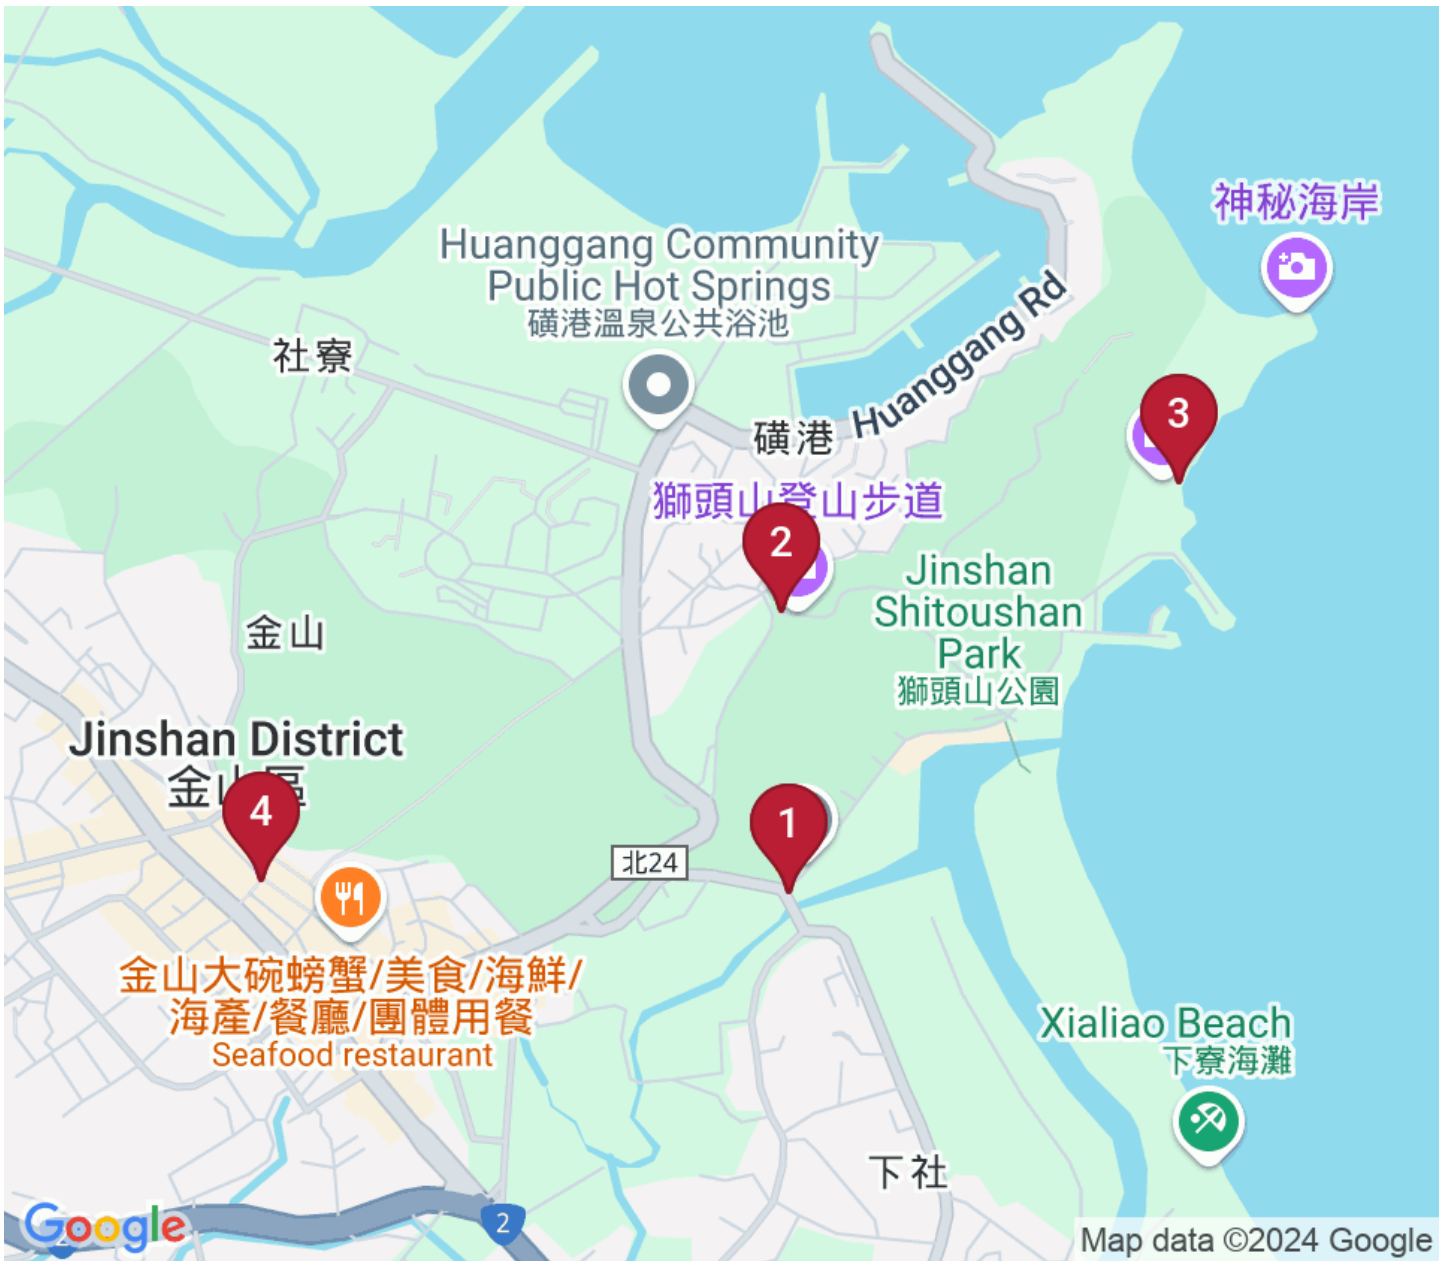 神秘海岸
Huanggang Community
Public Hot Springs
磺港溫泉公共浴池
Huanggang Rd
社寮
磺港
3
獅頭山登山步道
2
Jinshan
Shitoushan
Park
獅頭山公園
金山
Jinshan District
金山區
4
1
北24
金山大碗螃蟹/美食/海鮮/
海產/餐廳/團體用餐
Seafood restaurant
Xialiao Beach
下寮海灘
下社
2
Google
Map data ©2024 Google